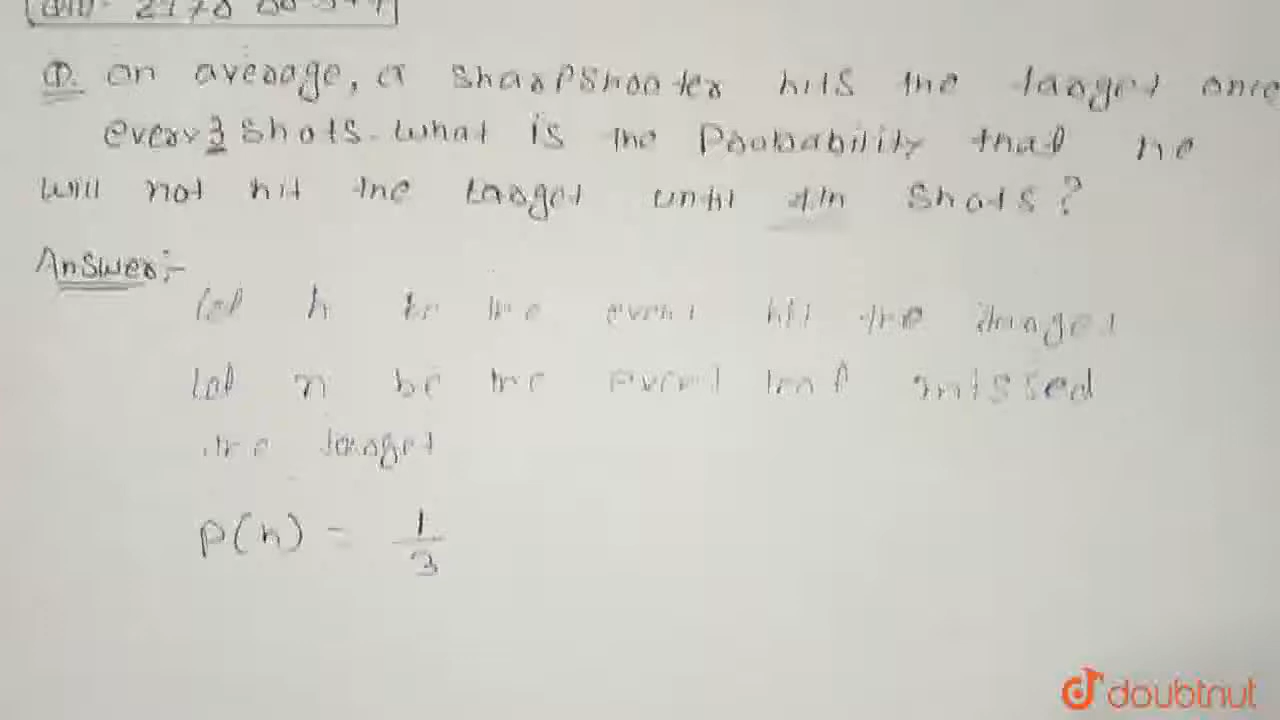 Q. on average, a sharpshooter hits the target once
every 3 shots. what is the Probability that he
will not hit the target until 4th shots?
Answer:-
Let h be the event hit the target
Let n be the event that missed
the target
P(h) = 1/3
doubtnut